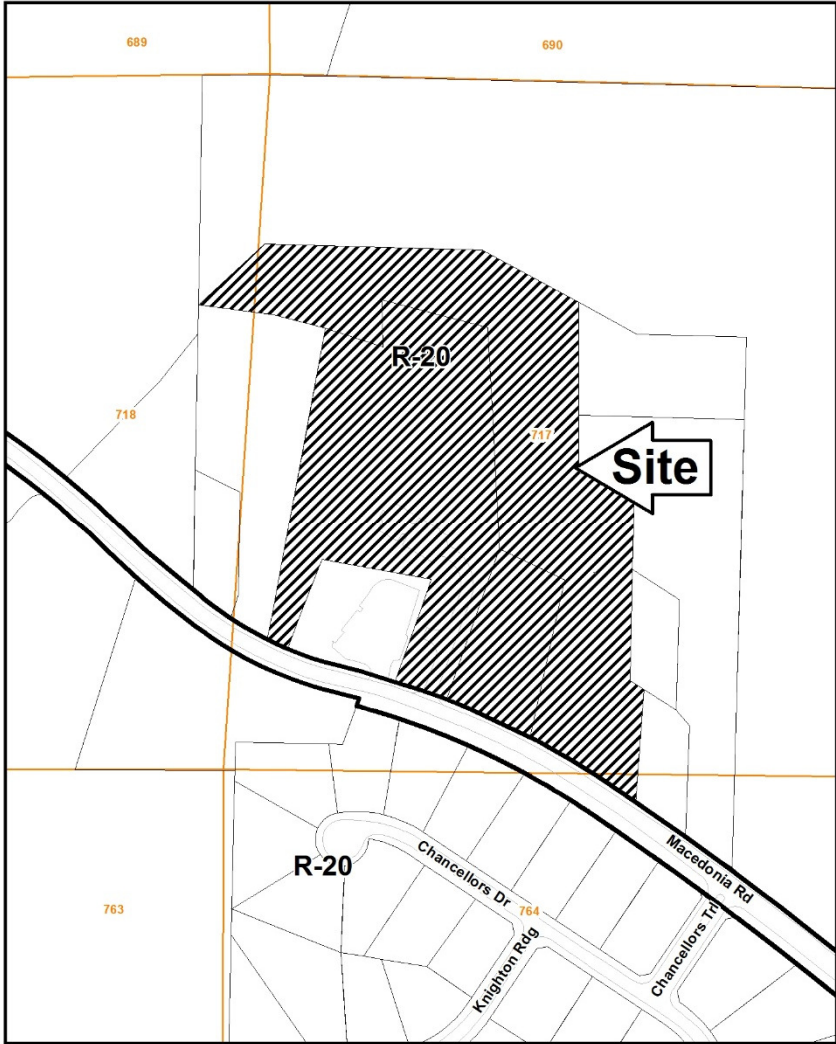 689
690
R-20
718
717
Site
Macedonia Rd
R-20
Chancellors Dr
763
764
Knighton Rdg
Chancellors Trl